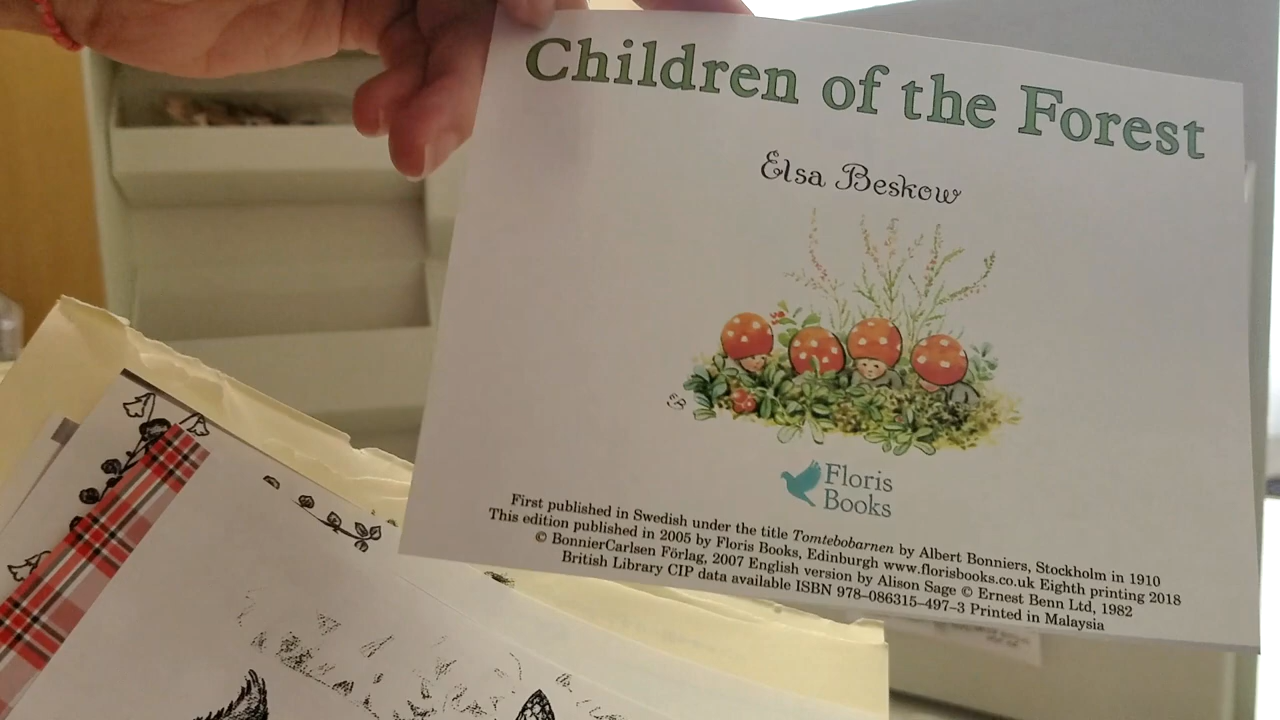 Children of the Forest
Elsa Beskow
EB
Floris
Books
First published in Swedish under the title Tomtebobarnen by Albert Bonniers, Stockholm in 1910
This edition published in 2005 by Floris Books, Edinburgh www.florisbooks.co.uk Eighth printing 2018
© BonnierCarlsen Förlag, 2007 English version by Alison Sage © Ernest Benn Ltd, 1982
British Library CIP data available ISBN 978–086315–497–3 Printed in Malaysia